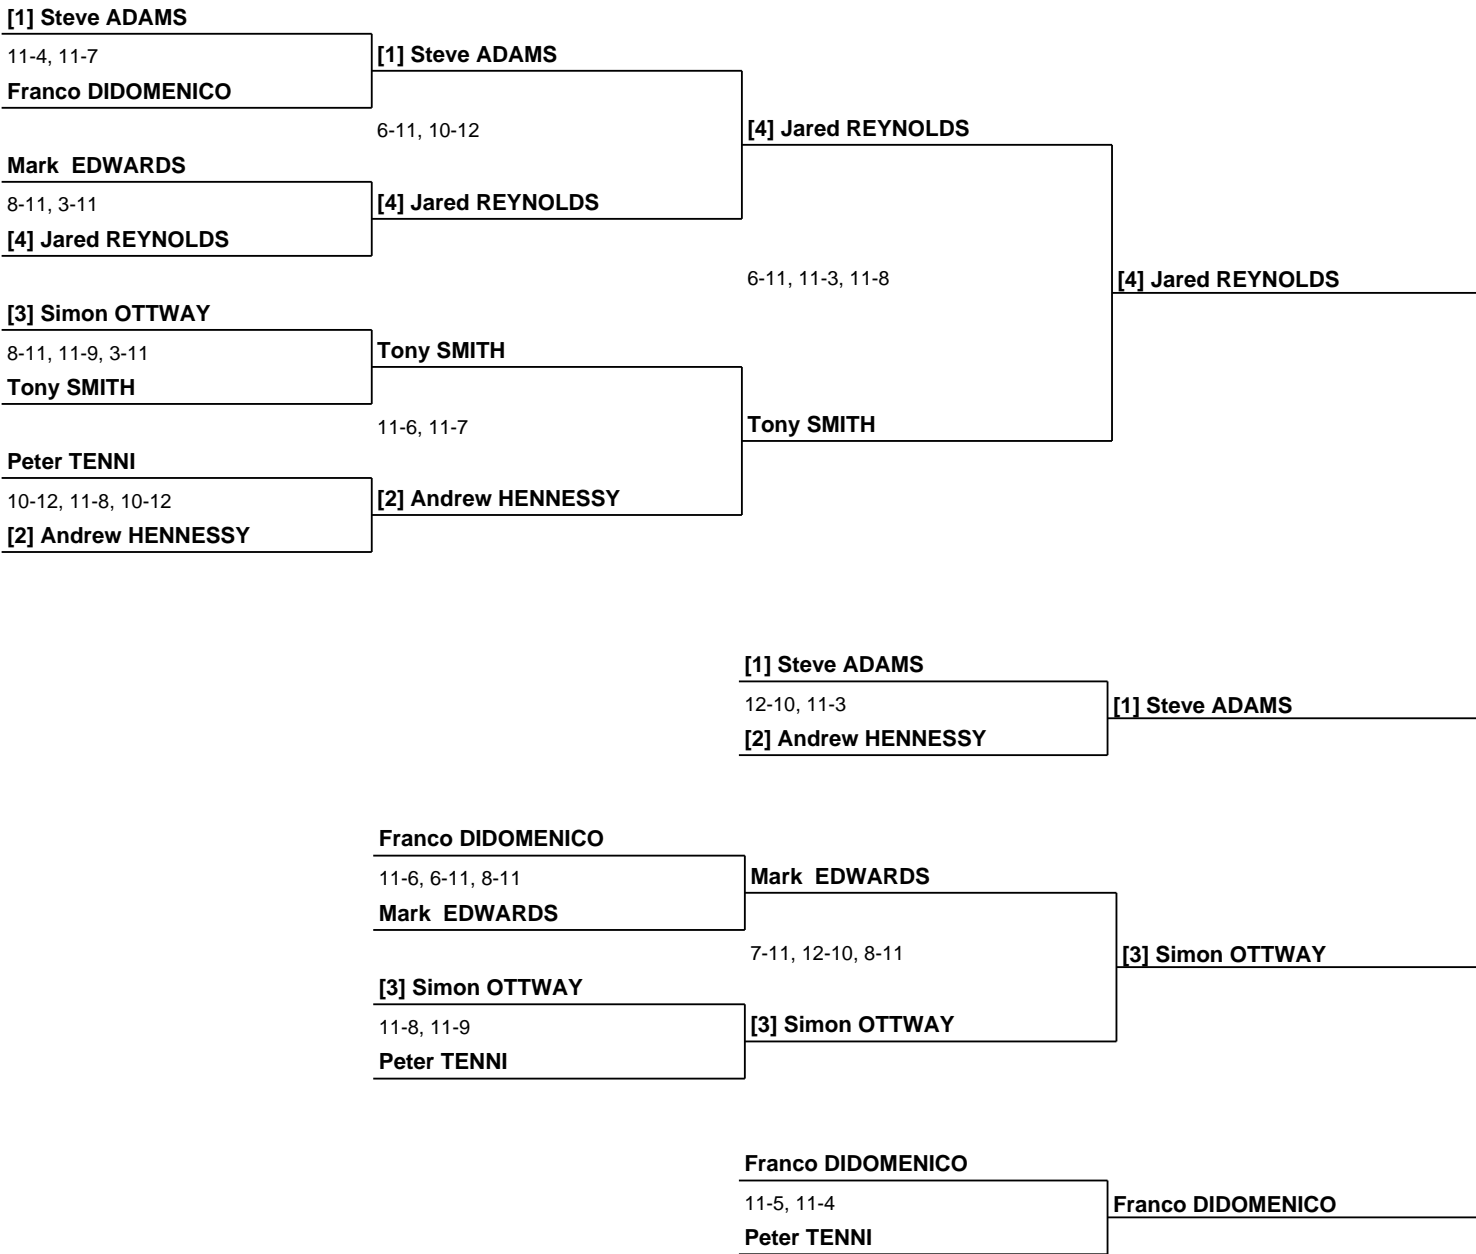 [1] Steve ADAMS
11-4, 11-7
[1] Steve ADAMS
Franco DIDOMENICO
6-11, 10-12
[4] Jared REYNOLDS
Mark  EDWARDS
8-11, 3-11
[4] Jared REYNOLDS
[4] Jared REYNOLDS
6-11, 11-3, 11-8
[4] Jared REYNOLDS
[3] Simon OTTWAY
8-11, 11-9, 3-11
Tony SMITH
Tony SMITH
11-6, 11-7
Tony SMITH
Peter TENNI
10-12, 11-8, 10-12
[2] Andrew HENNESSY
[2] Andrew HENNESSY
[1] Steve ADAMS
12-10, 11-3
[1] Steve ADAMS
[2] Andrew HENNESSY
Franco DIDOMENICO
11-6, 6-11, 8-11
Mark  EDWARDS
Mark  EDWARDS
7-11, 12-10, 8-11
[3] Simon OTTWAY
[3] Simon OTTWAY
11-8, 11-9
[3] Simon OTTWAY
Peter TENNI
Franco DIDOMENICO
11-5, 11-4
Franco DIDOMENICO
Peter TENNI